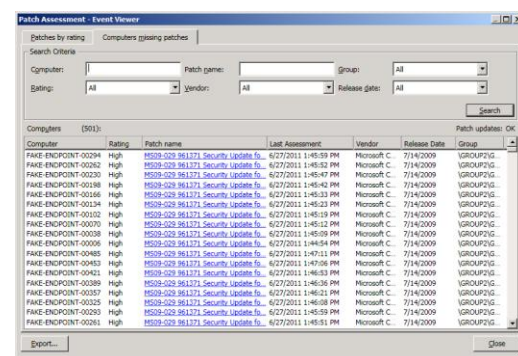 Patch Assessment - Event Viewer
Patches by rating Computers missing patches
Search Criteria
Computer: Patch name: Group: All
Rating: All Vendor: All Release date: All
Search
Computers (501): Patch updates: OK
Computer Rating Patch name Last Assessment Vendor Release Date Group
FAKE-ENDPOINT-00294 High MS09-029 961371 Security Update fo... 6/27/2011 1:45:59 PM Microsoft C... 7/14/2009 \GROUP2\G...
FAKE-ENDPOINT-00262 High MS09-029 961371 Security Update fo... 6/27/2011 1:45:52 PM Microsoft C... 7/14/2009 \GROUP2\G...
FAKE-ENDPOINT-00230 High MS09-029 961371 Security Update fo... 6/27/2011 1:45:47 PM Microsoft C... 7/14/2009 \GROUP2\G...
FAKE-ENDPOINT-00198 High MS09-029 961371 Security Update fo... 6/27/2011 1:45:42 PM Microsoft C... 7/14/2009 \GROUP2\G...
FAKE-ENDPOINT-00166 High MS09-029 961371 Security Update fo... 6/27/2011 1:45:33 PM Microsoft C... 7/14/2009 \GROUP2\G...
FAKE-ENDPOINT-00134 High MS09-029 961371 Security Update fo... 6/27/2011 1:45:23 PM Microsoft C... 7/14/2009 \GROUP2\G...
FAKE-ENDPOINT-00102 High MS09-029 961371 Security Update fo... 6/27/2011 1:45:19 PM Microsoft C... 7/14/2009 \GROUP2\G...
FAKE-ENDPOINT-00070 High MS09-029 961371 Security Update fo... 6/27/2011 1:45:12 PM Microsoft C... 7/14/2009 \GROUP2\G...
FAKE-ENDPOINT-00038 High MS09-029 961371 Security Update fo... 6/27/2011 1:45:09 PM Microsoft C... 7/14/2009 \GROUP2\G...
FAKE-ENDPOINT-00006 High MS09-029 961371 Security Update fo... 6/27/2011 1:44:54 PM Microsoft C... 7/14/2009 \GROUP2\G...
FAKE-ENDPOINT-00485 High MS09-029 961371 Security Update fo... 6/27/2011 1:47:11 PM Microsoft C... 7/14/2009 \GROUP2\G...
FAKE-ENDPOINT-00453 High MS09-029 961371 Security Update fo... 6/27/2011 1:47:06 PM Microsoft C... 7/14/2009 \GROUP2\G...
FAKE-ENDPOINT-00421 High MS09-029 961371 Security Update fo... 6/27/2011 1:46:53 PM Microsoft C... 7/14/2009 \GROUP2\G...
FAKE-ENDPOINT-00389 High MS09-029 961371 Security Update fo... 6/27/2011 1:46:36 PM Microsoft C... 7/14/2009 \GROUP2\G...
FAKE-ENDPOINT-00357 High MS09-029 961371 Security Update fo... 6/27/2011 1:46:21 PM Microsoft C... 7/14/2009 \GROUP2\G...
FAKE-ENDPOINT-00325 High MS09-029 961371 Security Update fo... 6/27/2011 1:46:08 PM Microsoft C... 7/14/2009 \GROUP2\G...
FAKE-ENDPOINT-00293 High MS09-029 961371 Security Update fo... 6/27/2011 1:45:59 PM Microsoft C... 7/14/2009 \GROUP2\G...
FAKE-ENDPOINT-00261 High MS09-029 961371 Security Update fo... 6/27/2011 1:45:51 PM Microsoft C... 7/14/2009 \GROUP2\G...
Export... Close